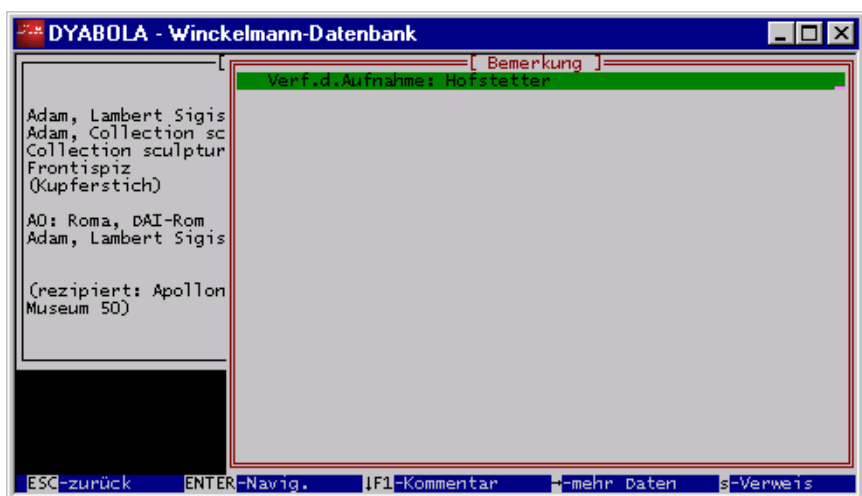 DYABOLA - Winckelmann-Datenbank
[ Bemerkung ]
Verf.d.Aufnahme: Hofstetter
Adam, Lambert Sigis
Adam, Collection sc
Collection sculptur
Frontispiz
(Kupferstich)
AO: Roma, DAI-Rom
Adam, Lambert Sigis
(rezipiert: Apollon
Museum 50)
ESC-zurück ENTER-Navig. ↓F1-Kommentar →-mehr Daten s-Verweis